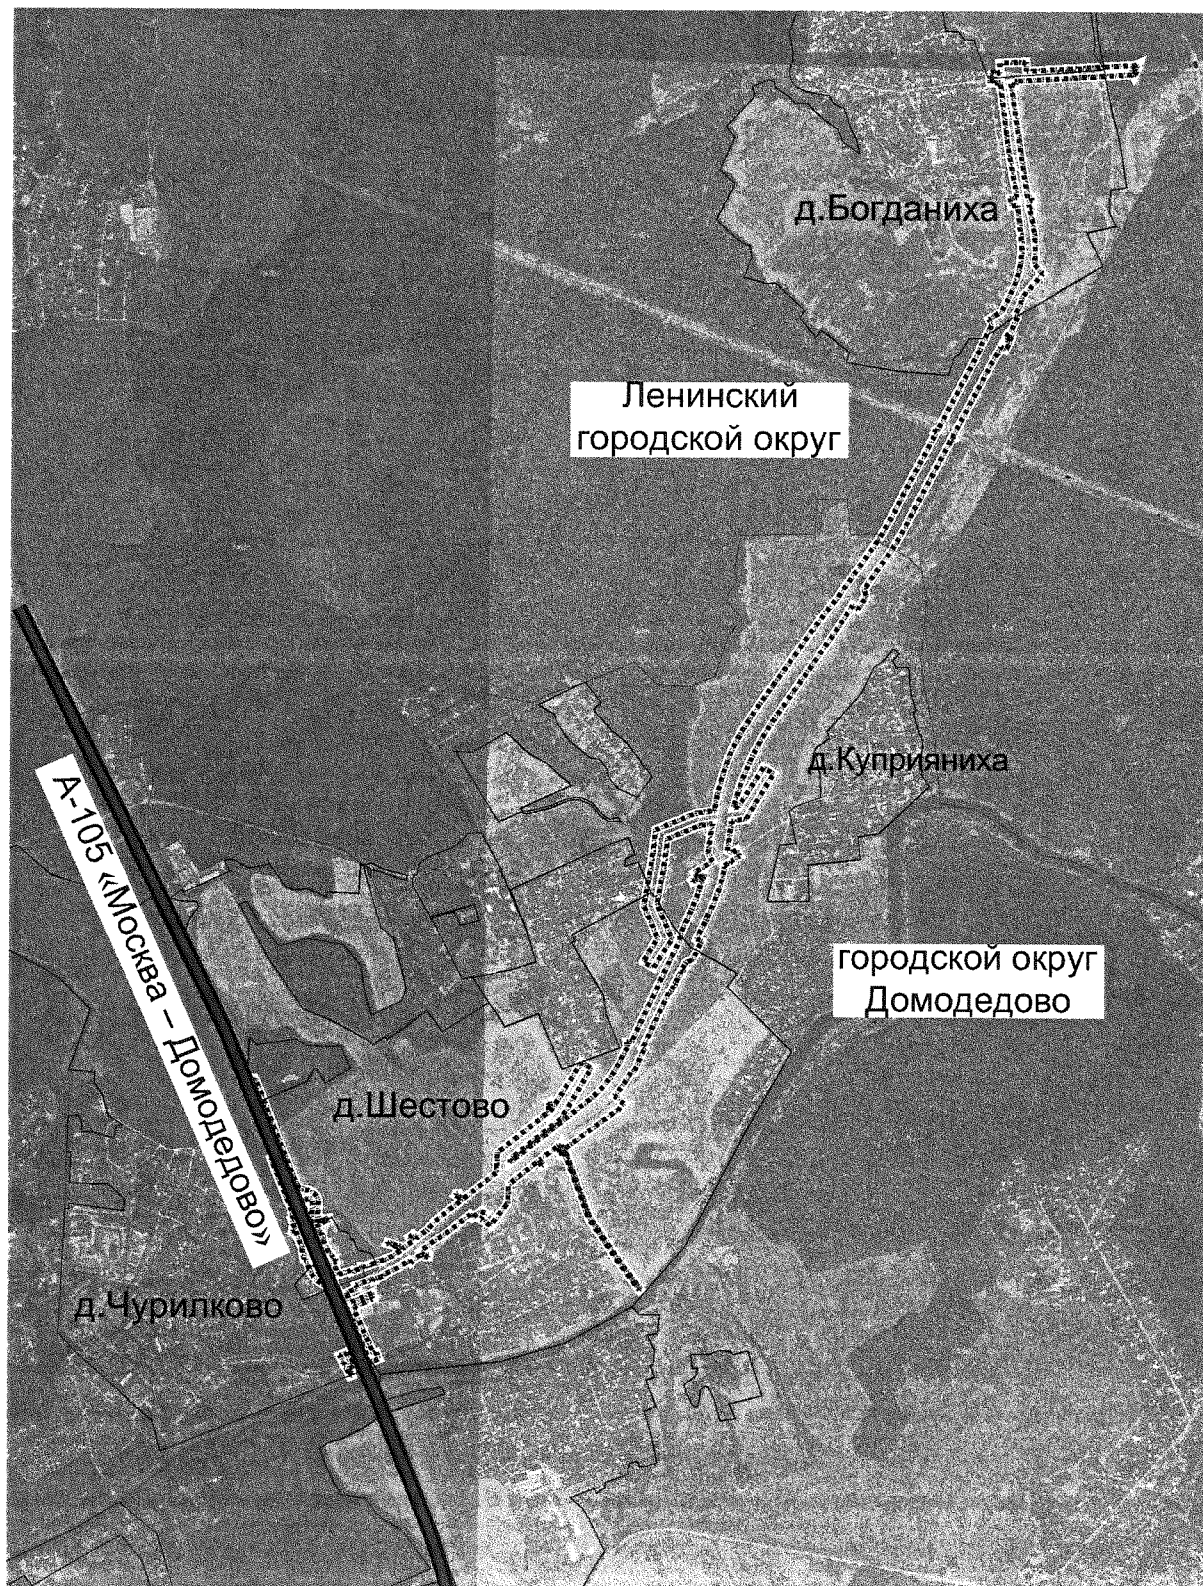 д.Богданиха
Ленинский
городской округ
д.Куприяниха
А-105 «Москва – Домодедово»
городской округ
Домодедово
д.Шестово
д.Чурилково